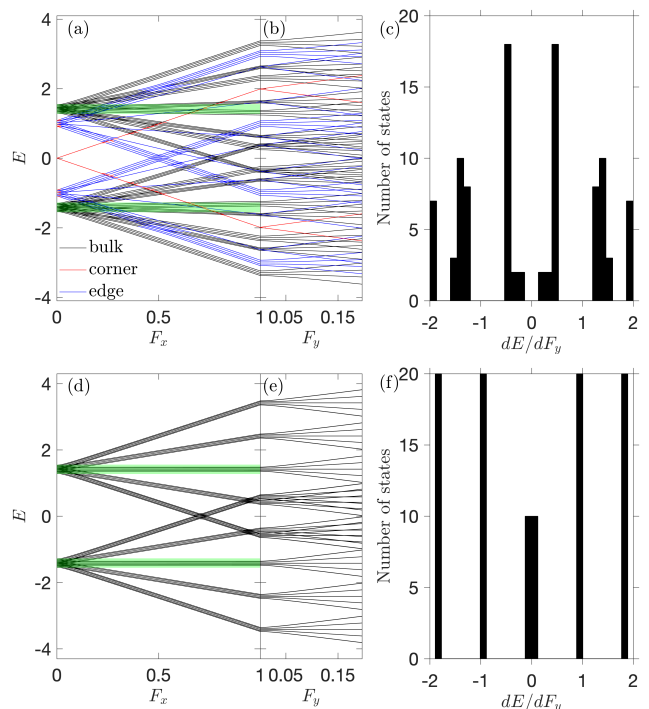 (a) (b) (c)
4
2
0
-2
-4
E
bulk
corner
edge
0 0.5 1 0.05 0.15
F_x F_y
20
15
10
5
0
Number of states
-2 -1 0 1 2
dE/dF_y
(d) (e) (f)
4
2
0
-2
-4
E
0 0.5 1 0.05 0.15
F_x F_y
20
15
10
5
0
Number of states
-2 -1 0 1 2
dE/dF_y